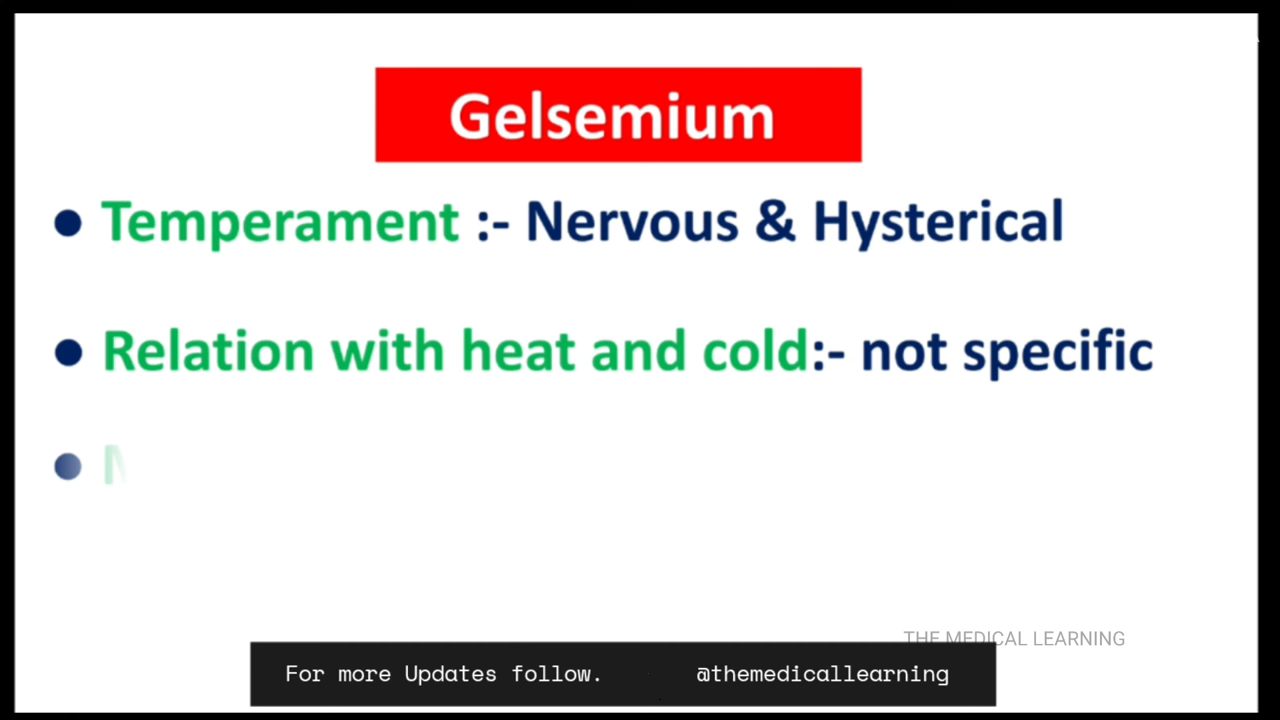 Gelsemium
• Temperament :- Nervous & Hysterical
• Relation with heat and cold:- not specific
• M
THE MEDICAL LEARNING
For more Updates follow. @themedicallearning